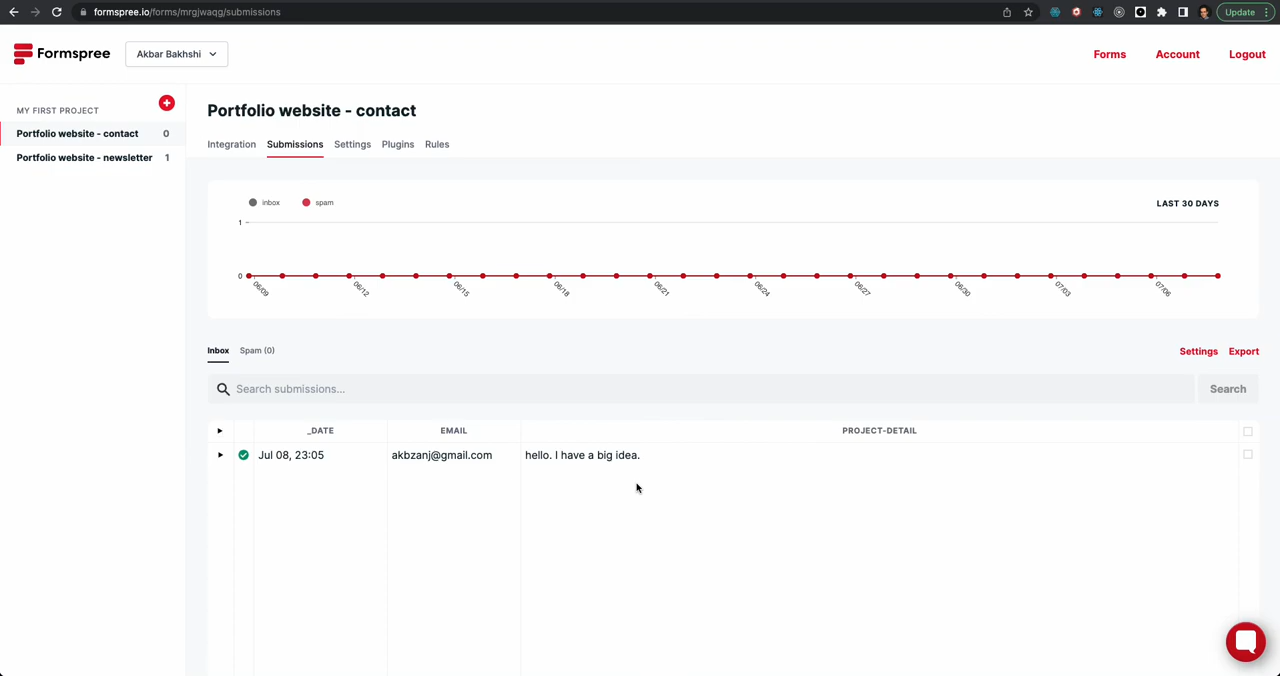 formspree.io/forms/mrgjwaqg/submissions
Update
Formspree
Akbar Bakhshi
Forms
Account
Logout
MY FIRST PROJECT
Portfolio website - contact 0
Portfolio website - newsletter 1
Portfolio website - contact
Integration
Submissions
Settings
Plugins
Rules
inbox
spam
LAST 30 DAYS
1
0
06/09
06/12
06/15
06/18
06/21
06/24
06/27
06/30
07/03
07/06
Inbox
Spam (0)
Settings
Export
Search submissions...
Search
_DATE
EMAIL
PROJECT-DETAIL
Jul 08, 23:05
akbzanj@gmail.com
hello. I have a big idea.